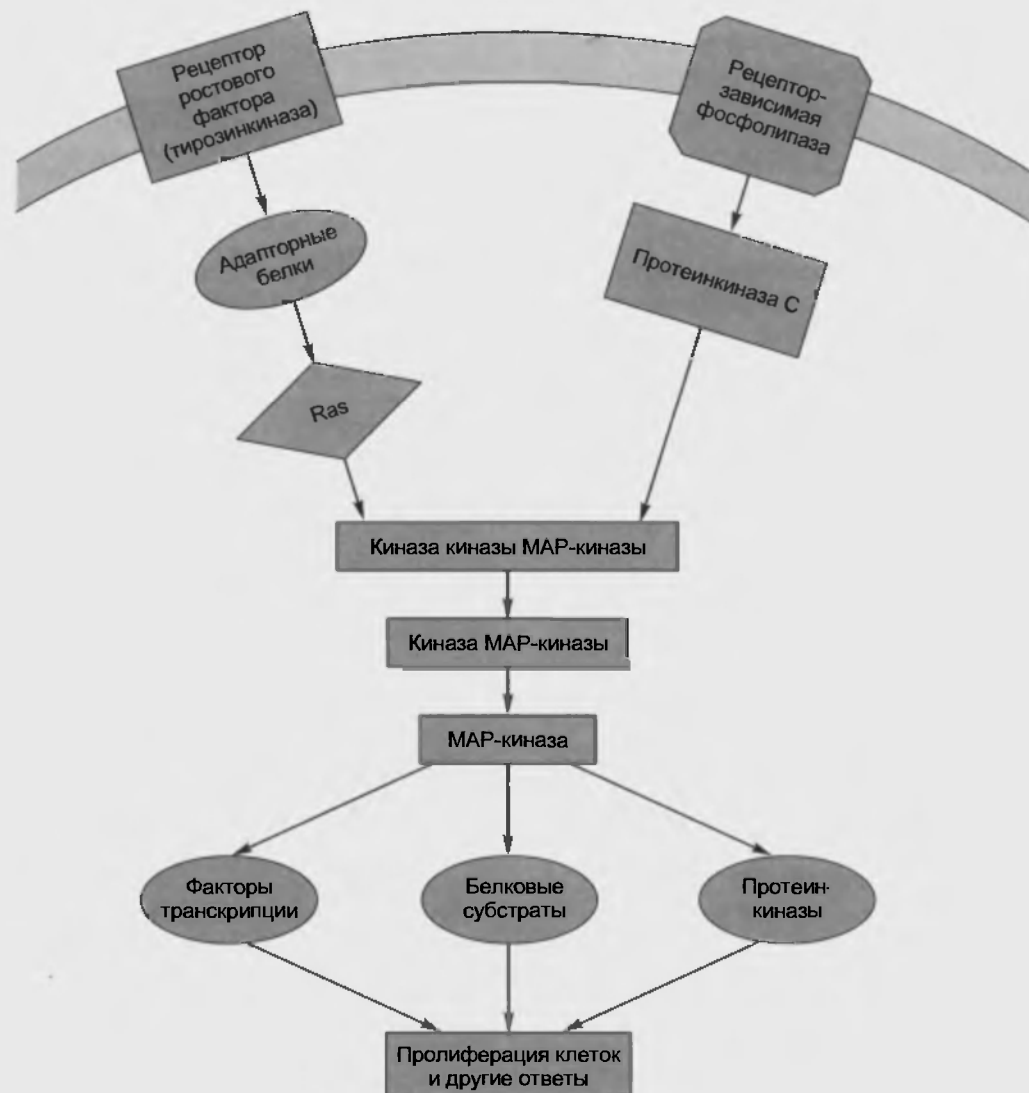 Рецептор
ростового
фактора
(тирозинкиназа)
Рецептор-
зависимая
фосфолипаза
Адапторные
белки
Протеинкиназа С
Ras
Киназа киназы МАР-киназы
Киназа МАР-киназы
МАР-киназа
Факторы
транскрипции
Белковые
субстраты
Протеин-
киназы
Пролиферация клеток
и другие ответы